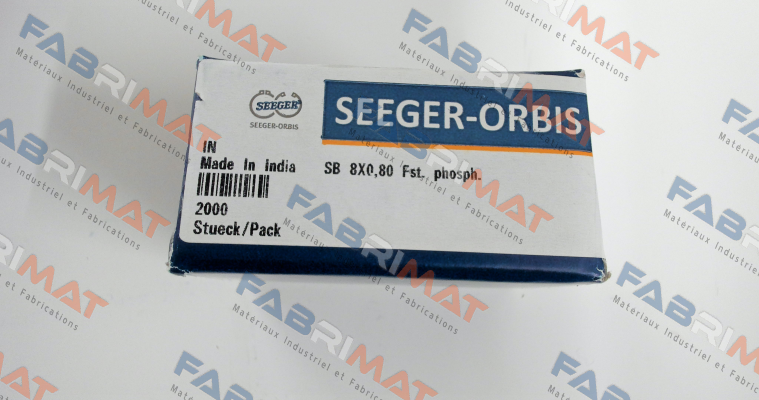 SEEGER
SEEGER-ORBIS
SEEGER-ORBIS
IN
Made In india
SB 8X0,80 Fst. phosph.
2000
Stueck/Pack
FABRIMAT
Matériaux Industriel et Fabrications